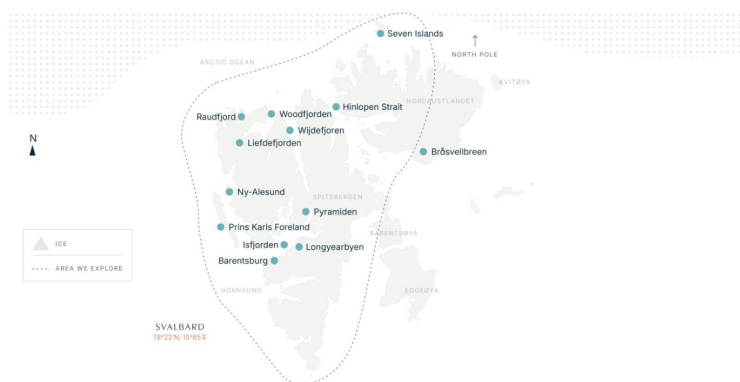 Seven Islands
NORTH POLE
ARCTIC OCEAN
KVITØYA
NORDAUSTLANDET
Hinlopen Strait
Woodfjorden
Raudfjord
Wijdefjoren
N
Liefdefjorden
Bråsvellbreen
Ny-Alesund
SPITSBERGEN
Pyramiden
Prins Karls Foreland
BARENTSØYA
ICE
Isfjorden
Longyearbyen
Barentsburg
AREA WE EXPLORE
HORNSUND
EDGEØYA
SVALBARD
78°22'N, 15°65'E